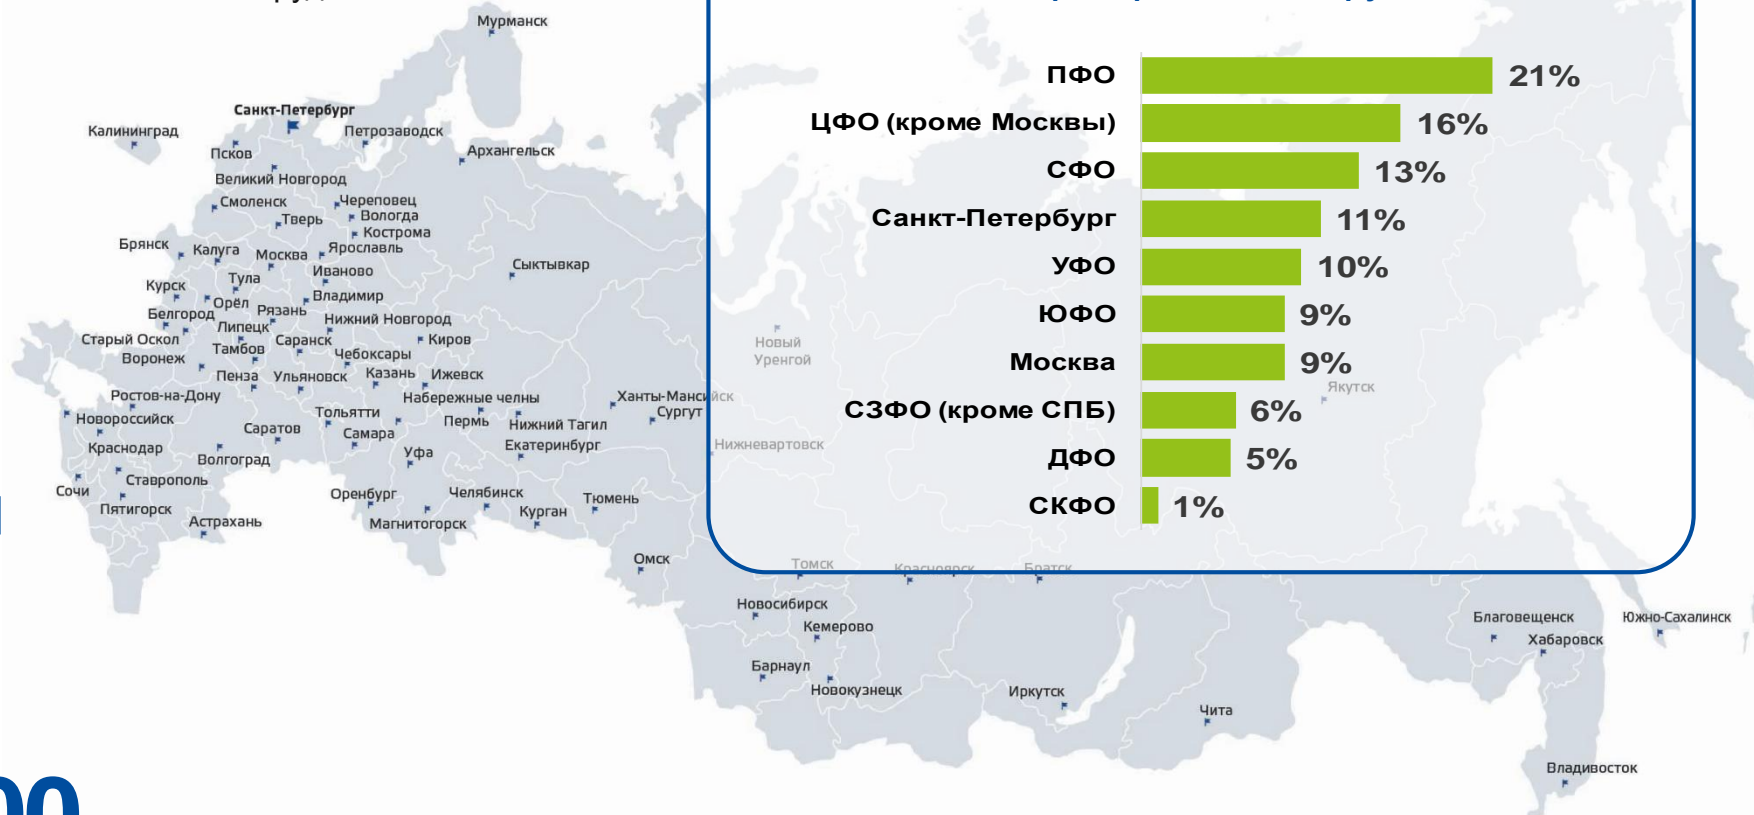 Мурманск
Санкт-Петербург
Калининград
Петрозаводск
Псков
Архангельск
Великий Новгород
Смоленск
Череповец
Тверь
Вологда
Кострома
Брянск
Калуга
Москва
Ярославль
Сыктывкар
Иваново
Тула
Курск
Владимир
Орёл
Рязань
Белгород
Липецк
Нижний Новгород
Старый Оскол
Саранск
Киров
Тамбов
Чебоксары
Воронеж
Пенза
Ульяновск
Казань
Ижевск
Ростов-на-Дону
Набережные челны
Ханты-Мансийск
Сургут
Новороссийск
Тольятти
Пермь
Нижний Тагил
Саратов
Самара
Краснодар
Екатеринбург
Уфа
Волгоград
Ставрополь
Сочи
Оренбург
Челябинск
Тюмень
Пятигорск
Курган
Астрахань
Магнитогорск
Омск
Новый
Уренгой
Якутск
Нижневартовск
Томск
Красноярск
Братск
Новосибирск
Кемерово
Барнаул
Новокузнецк
Иркутск
Чита
Благовещенск
Южно-Сахалинск
Хабаровск
Владивосток
ПФО 21%
ЦФО (кроме Москвы) 16%
СФО 13%
Санкт-Петербург 11%
УФО 10%
ЮФО 9%
Москва 9%
СЗФО (кроме СПБ) 6%
ДФО 5%
СКФО 1%
00